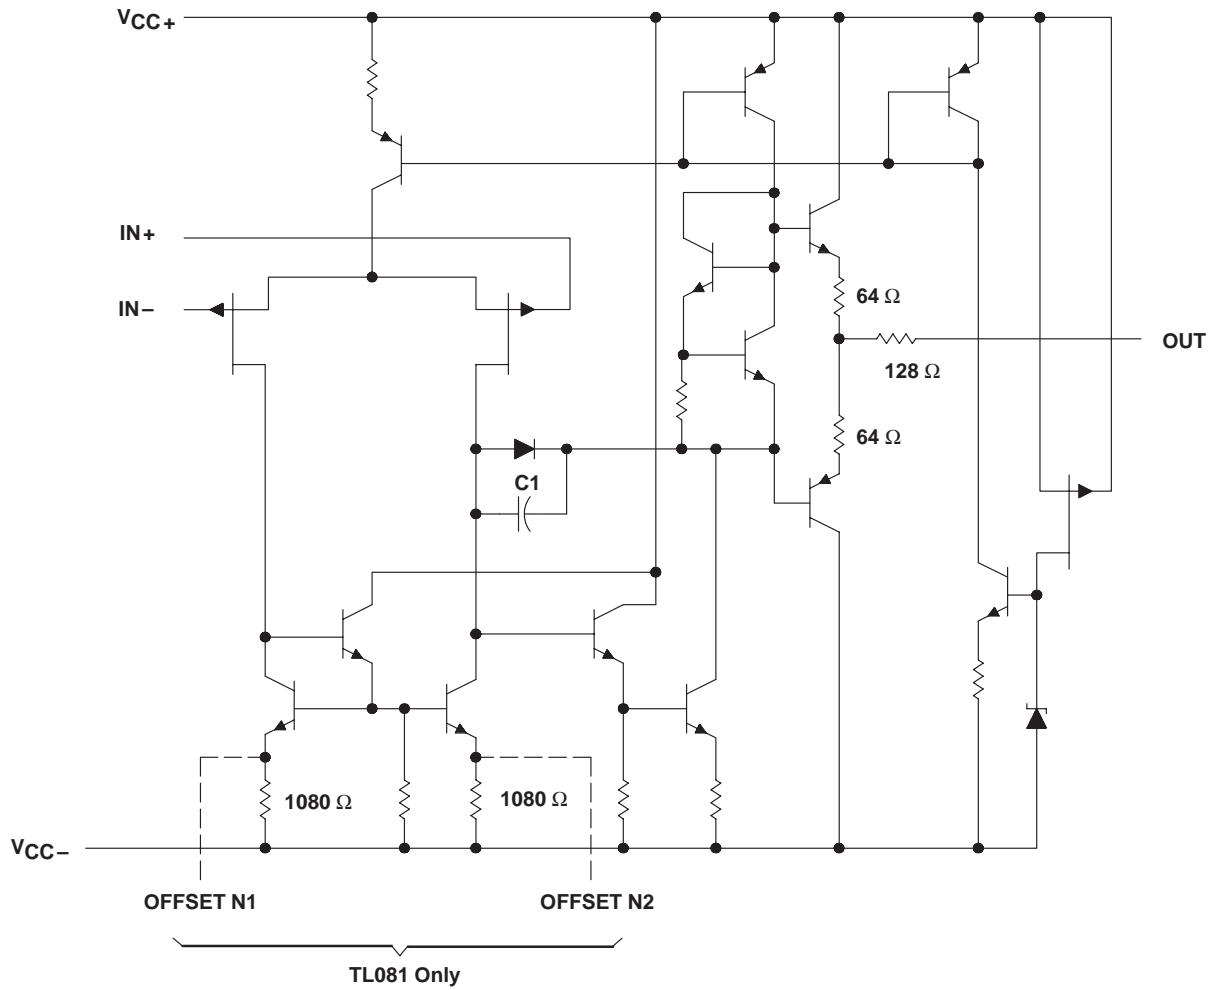 VCC+
IN+
IN−
64 Ω
OUT
128 Ω
64 Ω
C1
1080 Ω
1080 Ω
VCC−
OFFSET N1
OFFSET N2
TL081 Only